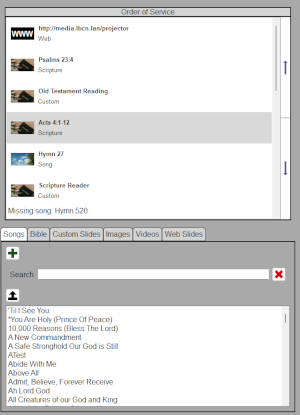 Order of Service
WWW
http://media.lbcn.lan/projector
Web
Psalms 23:4
Scripture
Old Testament Reading
Custom
Acts 4:1-12
Scripture
Hymn 27
Song
Scripture Reader
Custom
Missing song: Hymn 520
Songs Bible Custom Slides Images Videos Web Slides
Search:
'Til I See You
*You Are Holy (Prince Of Peace)
10,000 Reasons (Bless The Lord)
A New Commandment
A Safe Stronghold Our God is Still
ATest
Abide With Me
Above All
Admit, Believe, Forever Receive
Ah Lord God
All Creatures of our God and King